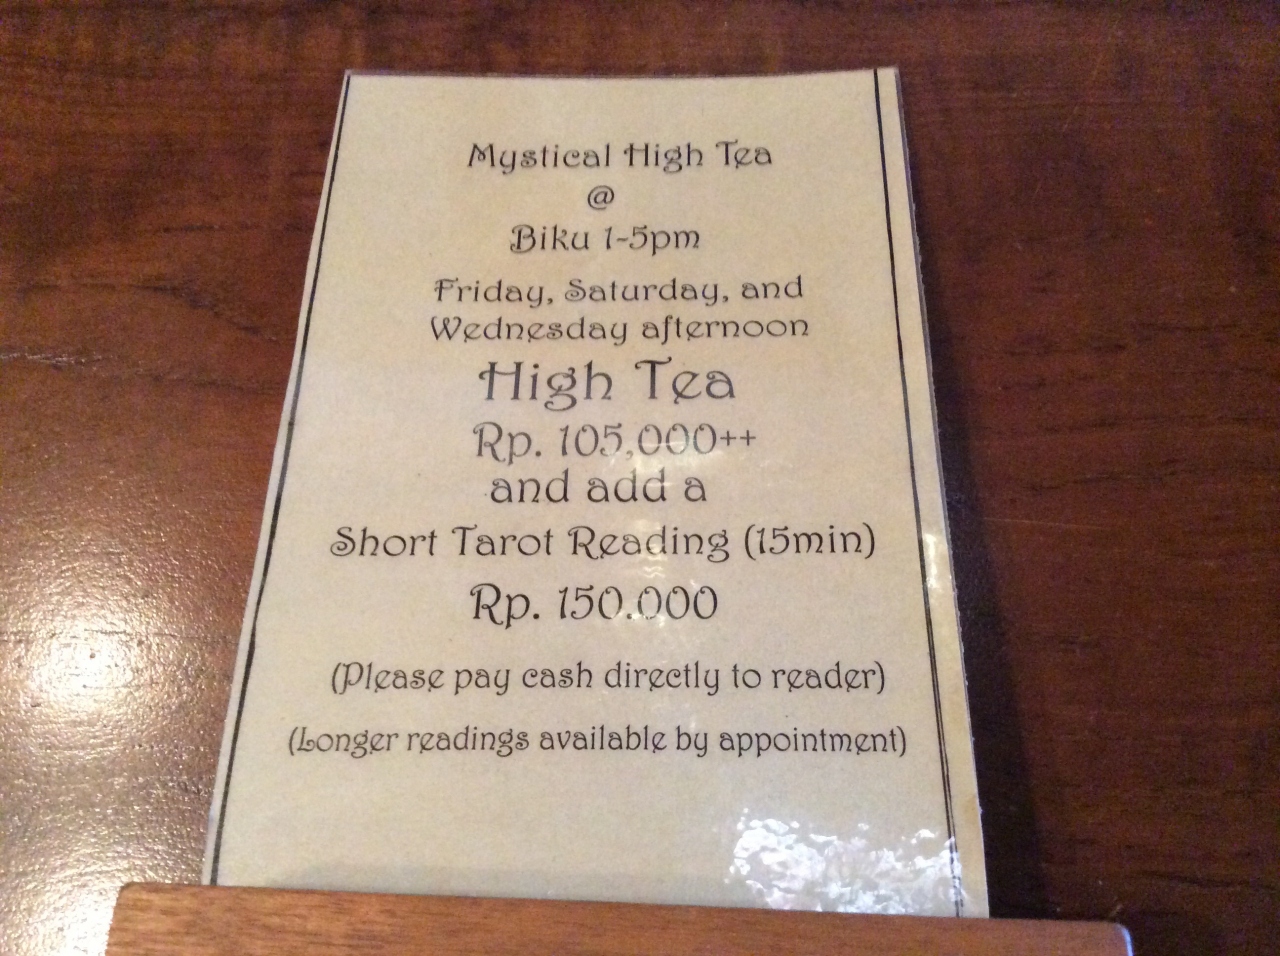 Mystical High Tea
@
Biku 1-5pm
Friday, Saturday, and
Wednesday afternoon
High Tea
Rp. 105,000++
and add a
Short Tarot Reading (15min)
Rp. 150.000
(Please pay cash directly to reader)
(Longer readings available by appointment)